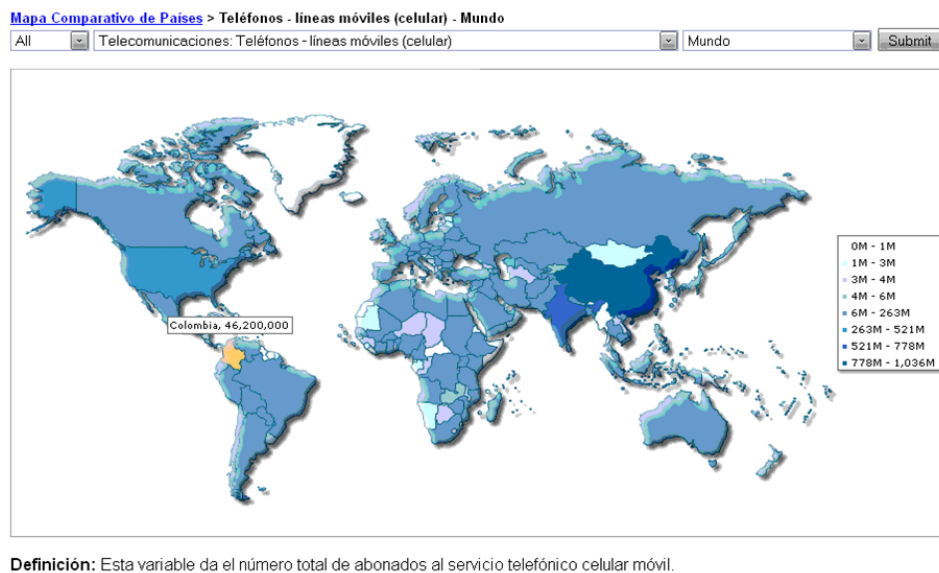 Mapa Comparativo de Países > Teléfonos - líneas móviles (celular) - Mundo
All Telecomunicaciones: Teléfonos - líneas móviles (celular) Mundo Submit
Colombia, 46,200,000
0M - 1M
1M - 3M
3M - 4M
4M - 6M
6M - 263M
263M - 521M
521M - 778M
778M - 1,036M
Definición: Esta variable da el número total de abonados al servicio telefónico celular móvil.